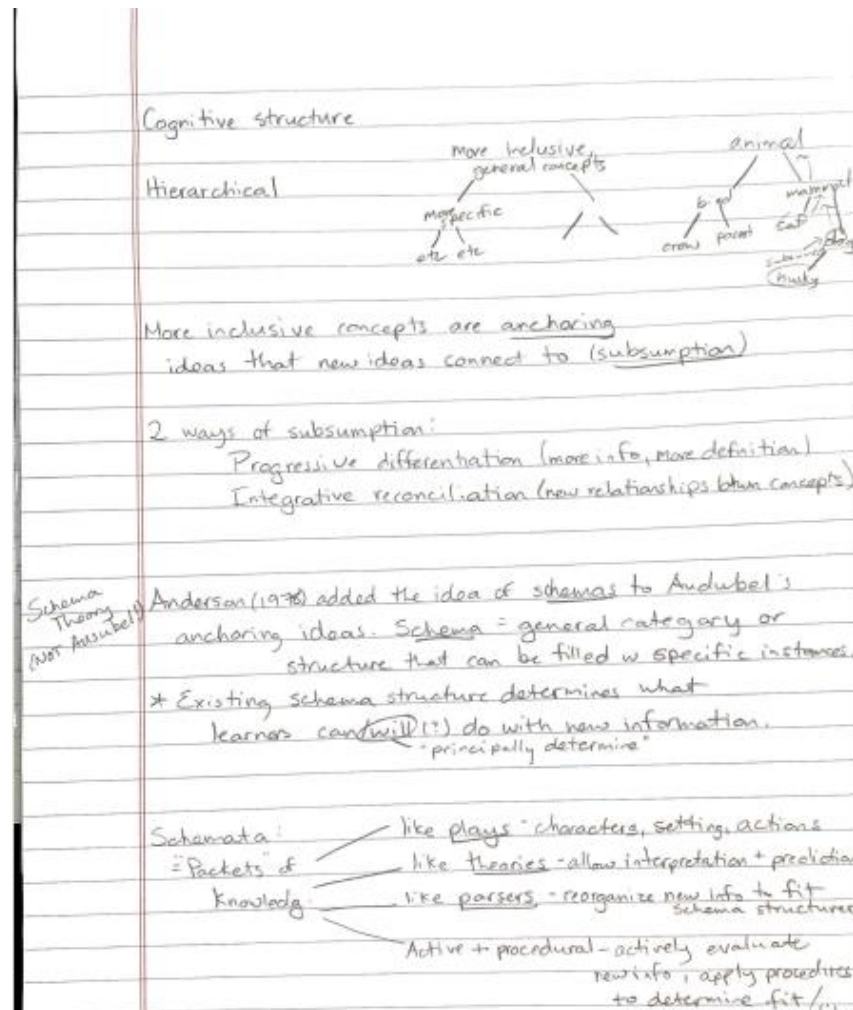 Cognitive structure
more inclusive,
general concepts
animal
Hierarchical
more specific
bird
mammal
etc etc
crow parrot
cat
dog
husky
More inclusive concepts are anchoring
ideas that new ideas connect to (subsumption)
2 ways of subsumption:
Progressive differentiation (more info, more definition)
Integrative reconciliation (new relationships btwn concepts)
Schema
Theory
(NOT Ausubel!)
Anderson (1978) added the idea of schemas to Audubel's
anchoring ideas. Schema = general category or
structure that can be filled w specific instances.
* Existing schema structure determines what
learners can/will(?) do with new information.
"principally determine"
Schemata:
="Packets" of
Knowledg
like plays - characters, setting, actions
like theories - allow interpretation + prediction
like parsers - reorganize new info to fit
schema structures
Active + procedural - actively evaluate
new info, apply procedures
to determine fit/...